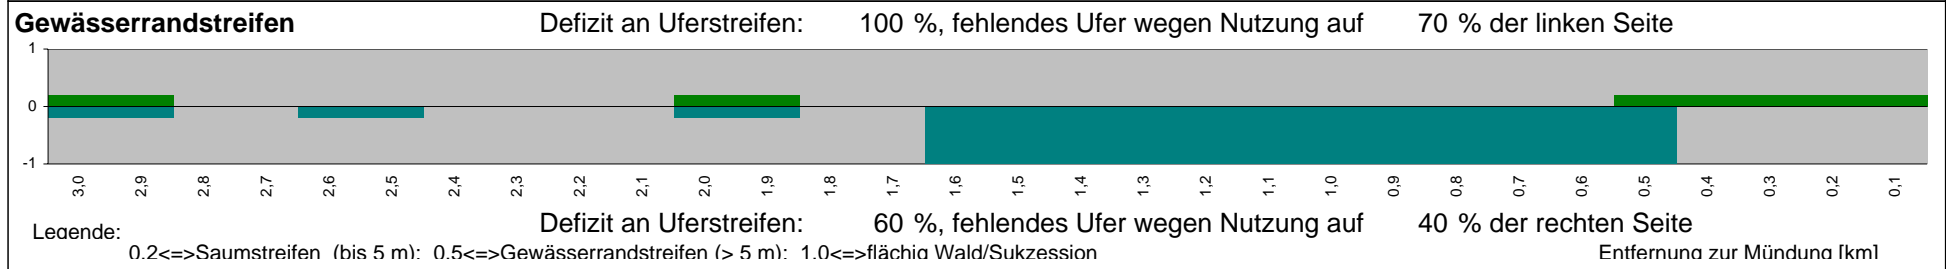 Gewässerrandstreifen Defizit an Uferstreifen: 100 %, fehlendes Ufer wegen Nutzung auf 70 % der linken Seite
1
0
-1
3,0 2,9 2,8 2,7 2,6 2,5 2,4 2,3 2,2 2,1 2,0 1,9 1,8 1,7 1,6 1,5 1,4 1,3 1,2 1,1 1,0 0,9 0,8 0,7 0,6 0,5 0,4 0,3 0,2 0,1
Defizit an Uferstreifen: 60 %, fehlendes Ufer wegen Nutzung auf 40 % der rechten Seite
Legende:
0,2<=>Saumstreifen (bis 5 m); 0,5<=>Gewässerrandstreifen (> 5 m); 1,0<=>flächig Wald/Sukzession Entfernung zur Mündung [km]